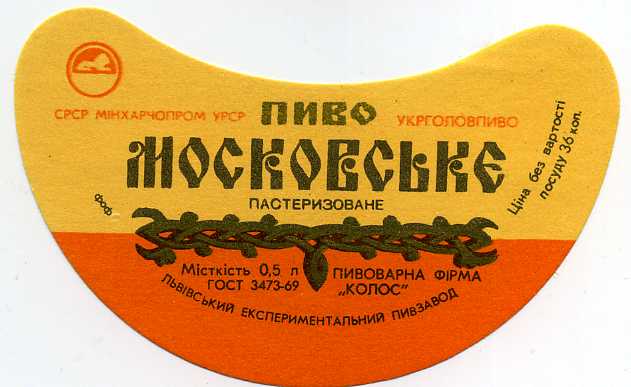 СРСР МІНХАРЧОПРОМ УРСР
ПИВО
УКРГОЛОВПИВО
МОСКОВСЬКЄ
ПАСТЕРИЗОВАНЕ
Ціна без вартості
посуду 36 коп.
ФОФ
Місткість 0,5 л
ГОСТ 3473-69
ПИВОВАРНА ФІРМА
„КОЛОС"
ЛЬВІВСЬКИЙ ЕКСПЕРИМЕНТАЛЬНИЙ ПИВЗАВОД